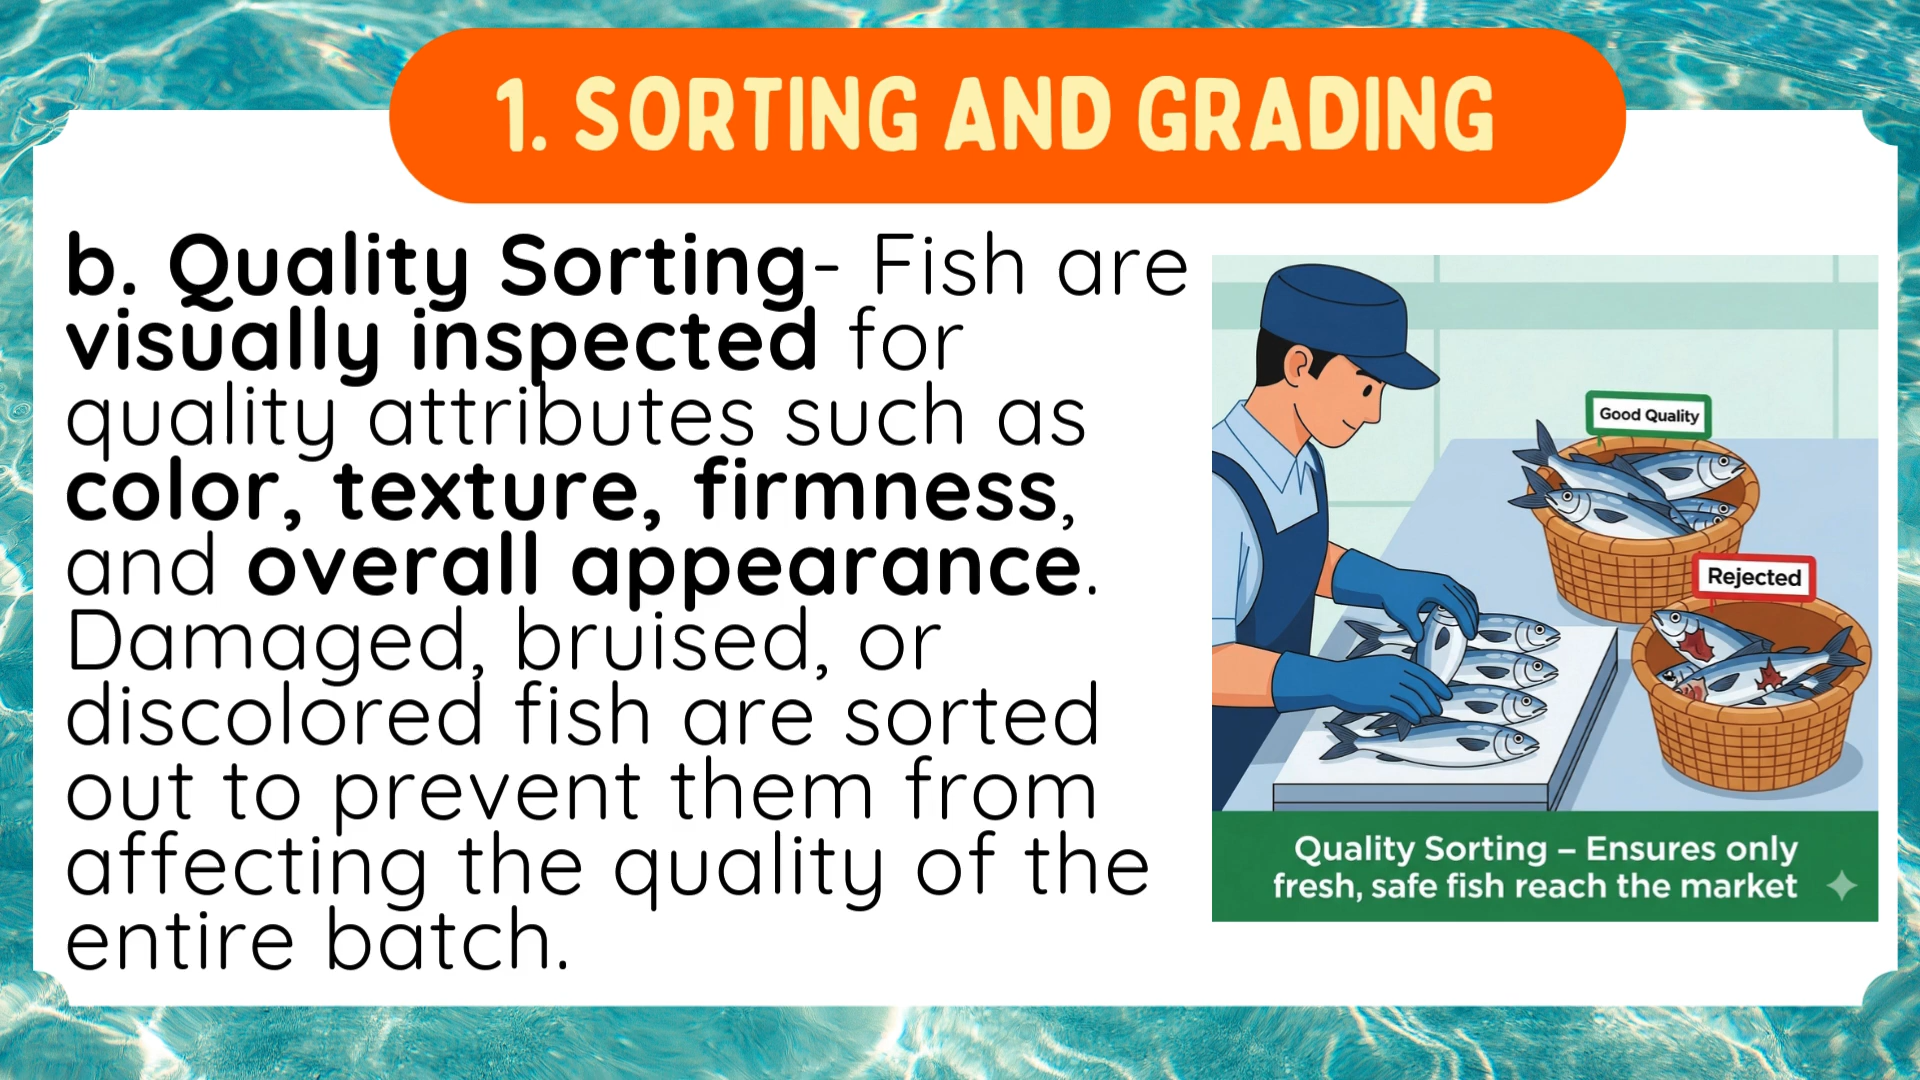 1. SORTING AND GRADING
b. Quality Sorting- Fish are
visually inspected for
quality attributes such as
color, texture, firmness,
and overall appearance.
Damaged, bruised, or
discolored fish are sorted
out to prevent them from
affecting the quality of the
entire batch.
Good Quality
Rejected
Quality Sorting – Ensures only
fresh, safe fish reach the market